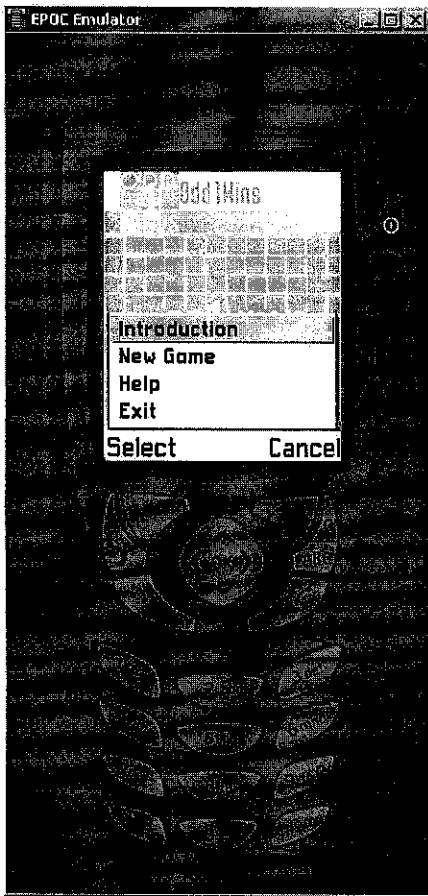 EPOC Emulator
Odd1Wins
Introduction
New Game
Help
Exit
Select
Cancel